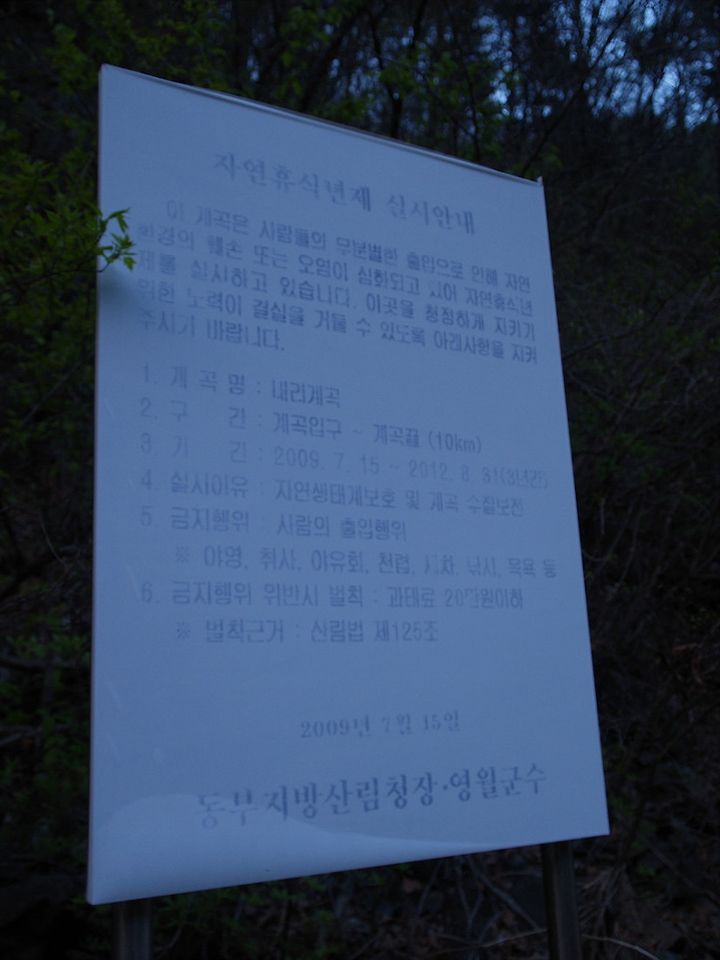 자연휴식년제 실시안내
이 계곡은 사람들의 무분별한 출입으로 인해 자연
환경의 훼손 또는 오염이 심화되고 있어 자연휴식년
제를 실시하고 있습니다. 이곳을 청정하게 지키기
위한 노력이 결실을 거둘 수 있도록 아래사항을 지켜
주시기 바랍니다.
1. 계 곡 명 : 내리계곡
2. 구 간 : 계곡입구 ~ 계곡끝 (10km)
3. 기 간 : 2009. 7. 15 ~ 2012. 8. 31(3년간)
4. 실시이유 : 자연생태계보호 및 계곡 수질보전
5. 금지행위 : 사람의 출입행위
※ 야영, 취사, 야유회, 천렵, 세차, 낚시, 목욕 등
6. 금지행위 위반시 벌칙 : 과태료 20만원이하
※ 벌칙근거 : 산림법 제125조
2009년 7월 15일
동부지방산림청장·영월군수